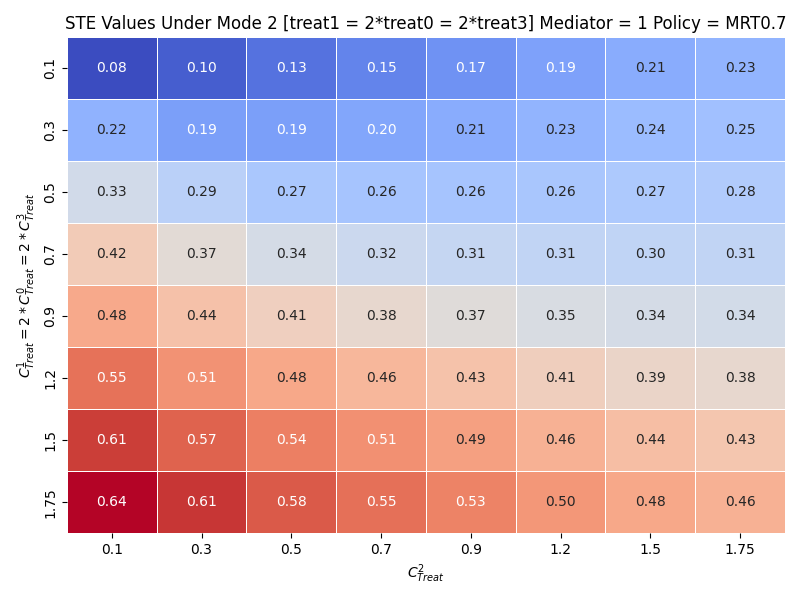 STE Values Under Mode 2 [treat1 = 2*treat0 = 2*treat3] Mediator = 1 Policy = MRT0.7
C^1_Treat = 2 * C^0_Treat = 2 * C^3_Treat
0.1 0.08 0.10 0.13 0.15 0.17 0.19 0.21 0.23
0.3 0.22 0.19 0.19 0.20 0.21 0.23 0.24 0.25
0.5 0.33 0.29 0.27 0.26 0.26 0.26 0.27 0.28
0.7 0.42 0.37 0.34 0.32 0.31 0.31 0.30 0.31
0.9 0.48 0.44 0.41 0.38 0.37 0.35 0.34 0.34
1.2 0.55 0.51 0.48 0.46 0.43 0.41 0.39 0.38
1.5 0.61 0.57 0.54 0.51 0.49 0.46 0.44 0.43
1.75 0.64 0.61 0.58 0.55 0.53 0.50 0.48 0.46
0.1 0.3 0.5 0.7 0.9 1.2 1.5 1.75
C^2_Treat